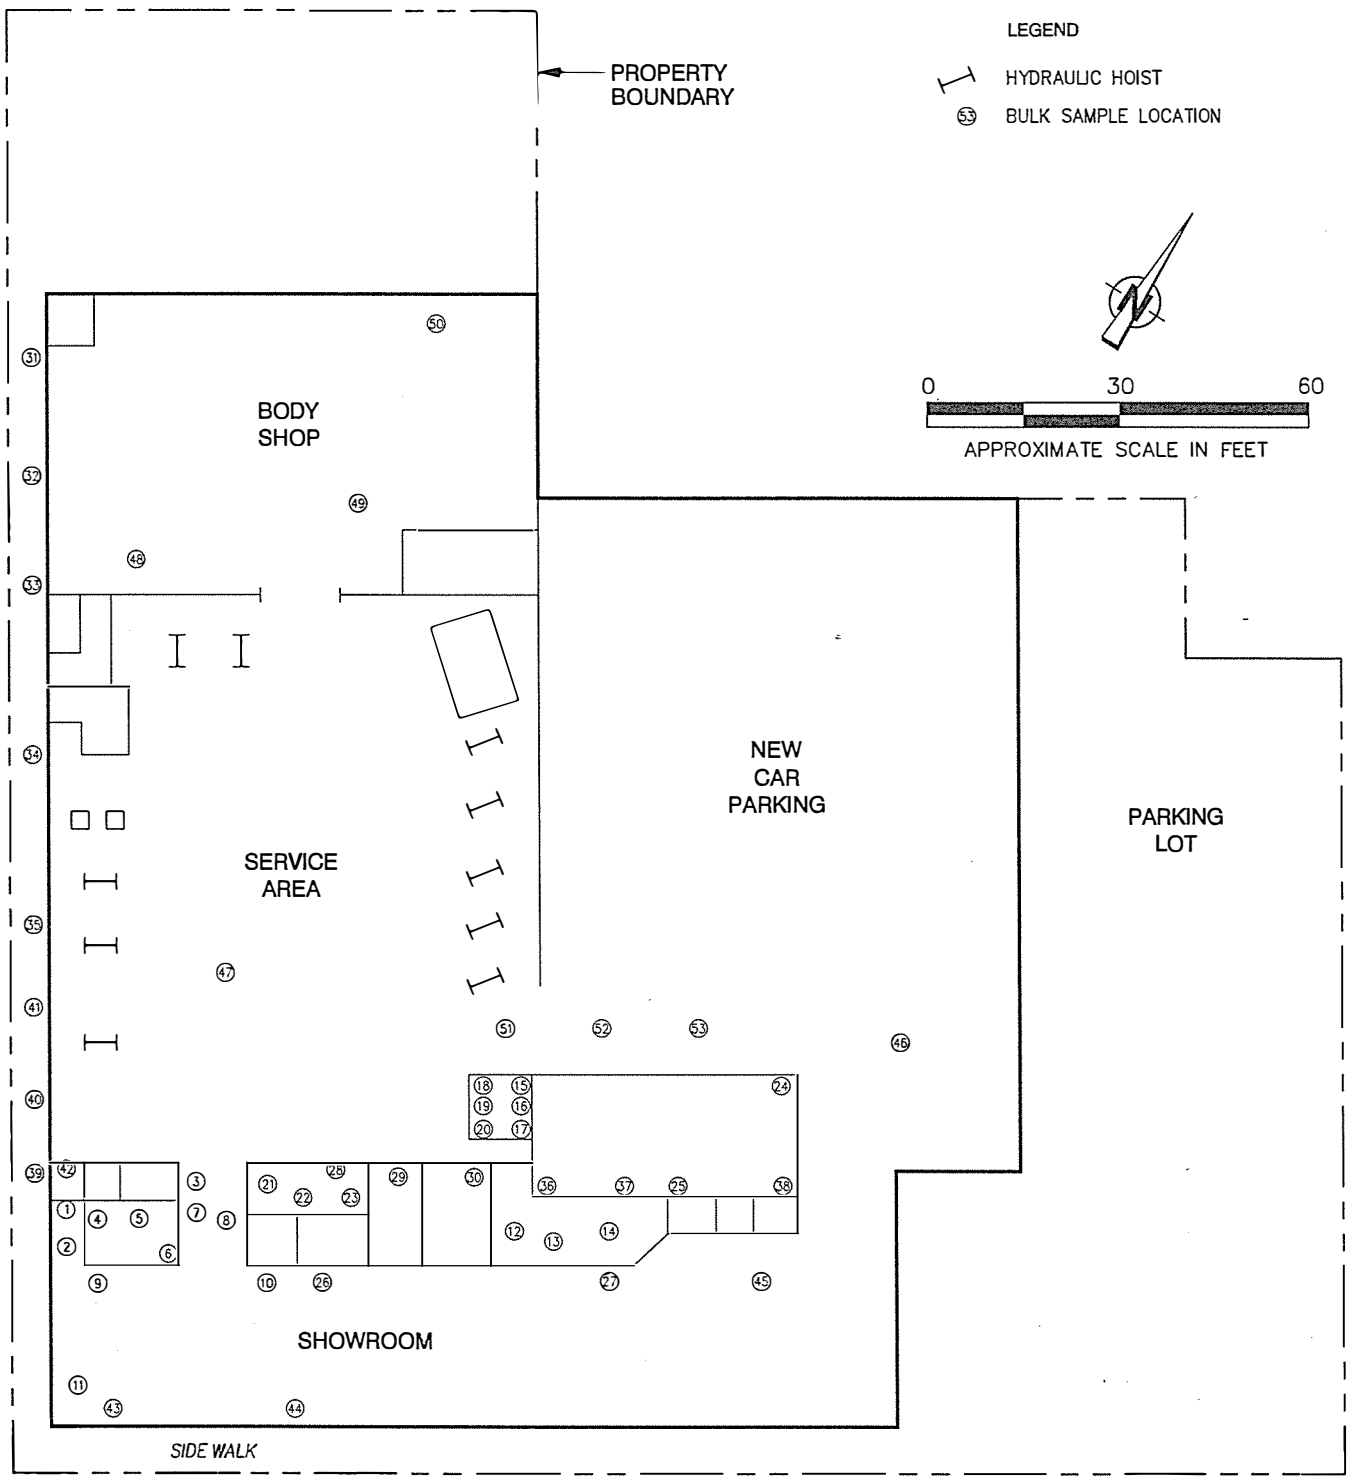 LEGEND
HYDRAULIC HOIST
53 BULK SAMPLE LOCATION
PROPERTY
BOUNDARY
N
0 30 60
APPROXIMATE SCALE IN FEET
50
31
BODY
SHOP
32
49
48
33
34
NEW
CAR
PARKING
PARKING
LOT
SERVICE
AREA
35
47
41
51 52 53
46
40
18 15 24
19 16
20 17
39 42 3 21 28 29 30 36 37 25 38
22 23
1 4 5 7 8 12 13 14
2 6
9 10 26 27 45
SHOWROOM
11
43 44
SIDE WALK